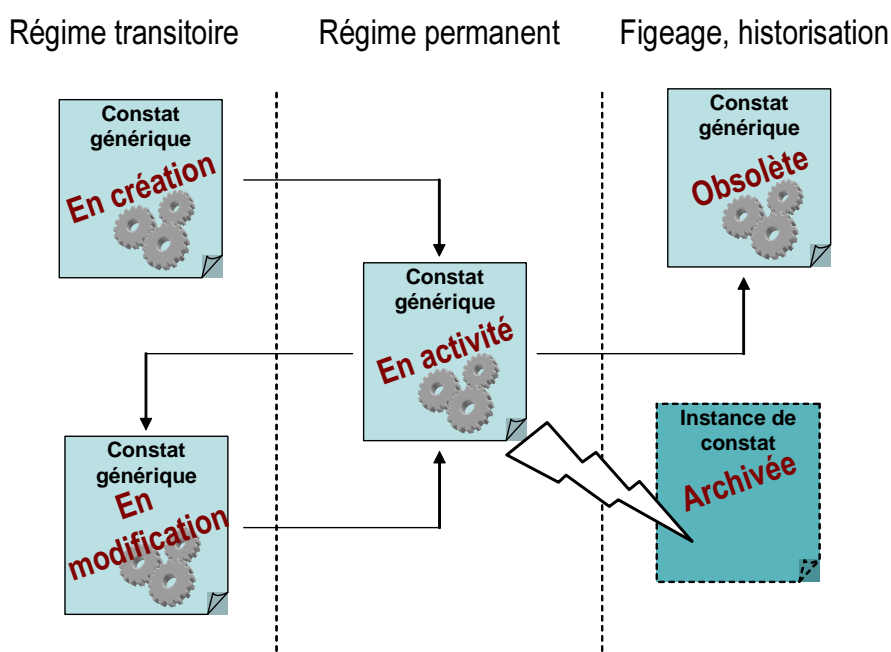 Régime transitoire
Régime permanent
Figeage, historisation
Constat
générique
En création
Constat
générique
En activité
Constat
générique
Obsolète
Constat
générique
En
modification
Instance de
constat
Archivée